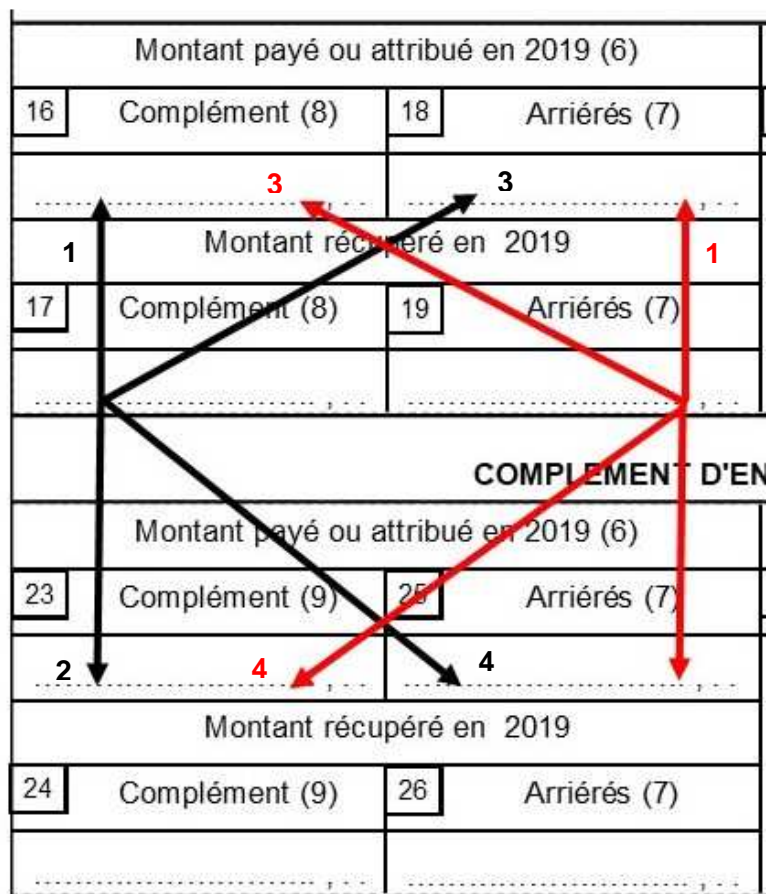 Montant payé ou attribué en 2019 (6)
16 Complément (8) 18 Arriérés (7)
3 3
.............................. , .. .............................. , ..
1 Montant récupéré en 2019 1
17 Complément (8) 19 Arriérés (7)
.............................. , .. .............................. , ..
COMPLEMENT D'EN
Montant payé ou attribué en 2019 (6)
23 Complément (9) 25 Arriérés (7)
2 4 4
.............................. , .. .............................. , ..
Montant récupéré en 2019
24 Complément (9) 26 Arriérés (7)
.............................. , .. .............................. , ..